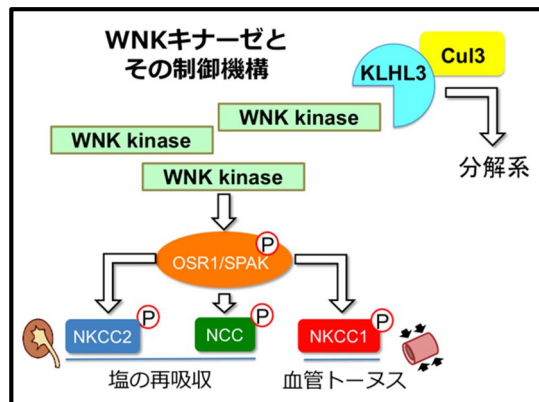 WNKキナーゼと
その制御機構
Cul3
KLHL3
WNK kinase
WNK kinase
WNK kinase
分解系
P
OSR1/SPAK
P
P
P
NKCC2
NCC
NKCC1
塩の再吸収
血管トーヌス